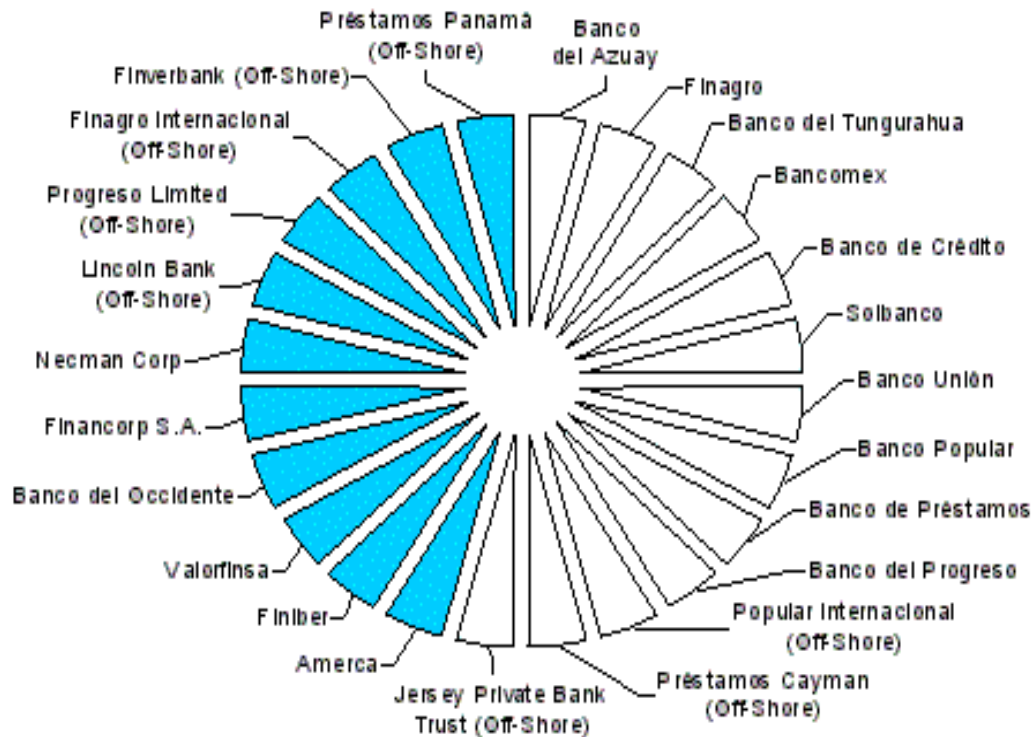 Préstamos Panamá
(Off-Shore)
Banco
del Azuay
Finagro
Banco del Tungurahua
Bancomex
Banco de Crédito
Solbanco
Banco Unión
Banco Popular
Banco de Préstamos
Banco del Progreso
Popular Internacional
(Off-Shore)
Préstamos Cayman
(Off-Shore)
Jersey Private Bank
Trust (Off-Shore)
Amerca
Finiber
Valorfinsa
Banco del Occidente
Financorp S.A.
Necman Corp
Lincoln Bank
(Off-Shore)
Progreso Limited
(Off-Shore)
Finagro Internacional
(Off-Shore)
Finverbank (Off-Shore)